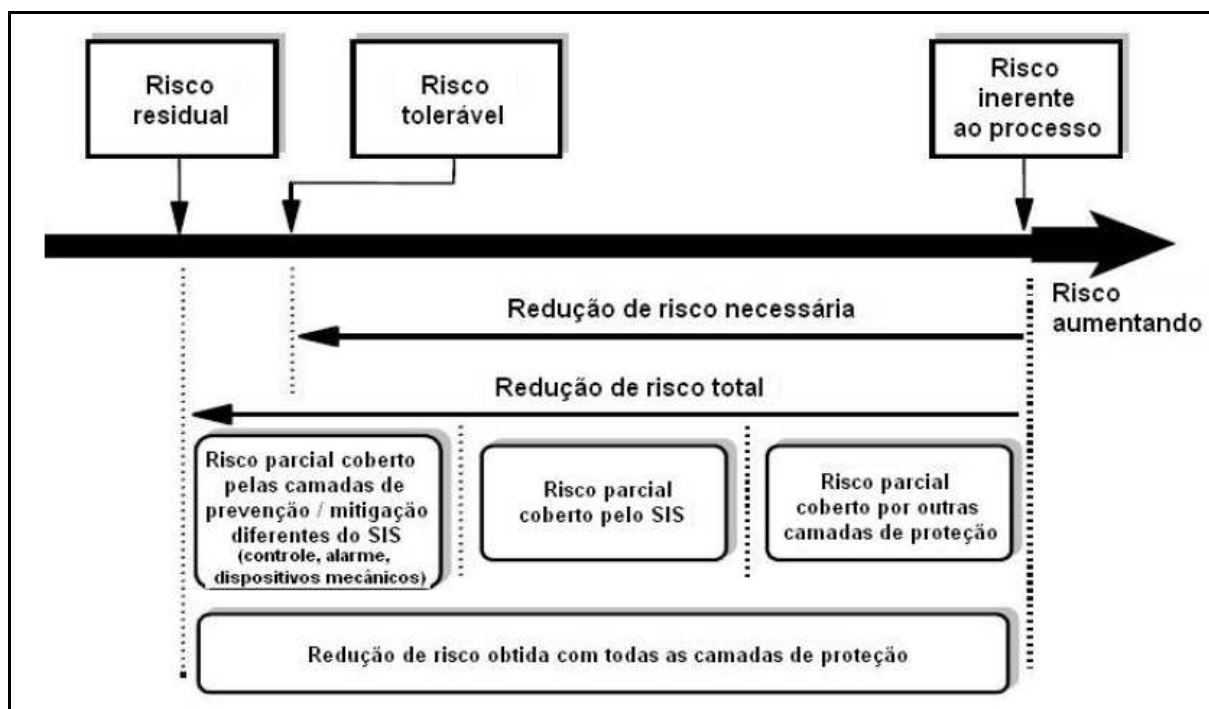 Risco
residual
Risco
tolerável
Risco
inerente
ao processo
Redução de risco necessária
Risco
aumentando
Redução de risco total
Risco parcial coberto
pelas camadas de
prevenção / mitigação
diferentes do SIS
(controle, alarme,
dispositivos mecânicos)
Risco parcial
coberto pelo SIS
Risco parcial
coberto por outras
camadas de proteção
Redução de risco obtida com todas as camadas de proteção